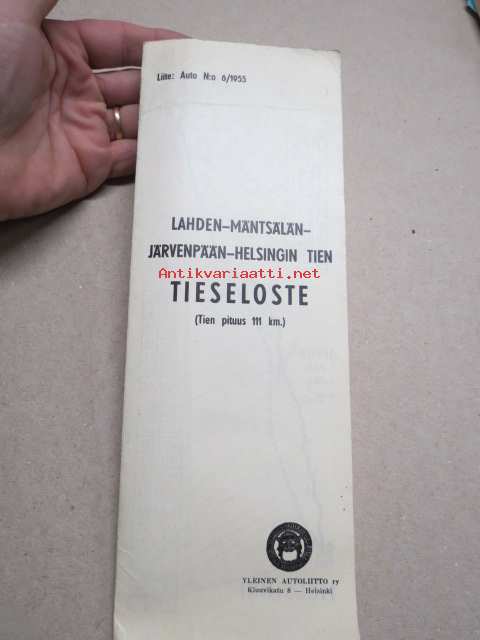 Liite: Auto N:o 6/1955
LAHDEN–MÄNTSÄLÄN–
JÄRVENPÄÄN–HELSINGIN TIEN
Antikvariaatti.net
TIESELOSTE
(Tien pituus 111 km.)
YLEINEN AUTOLIITTO ry
Kluuvikatu 8 — Helsinki